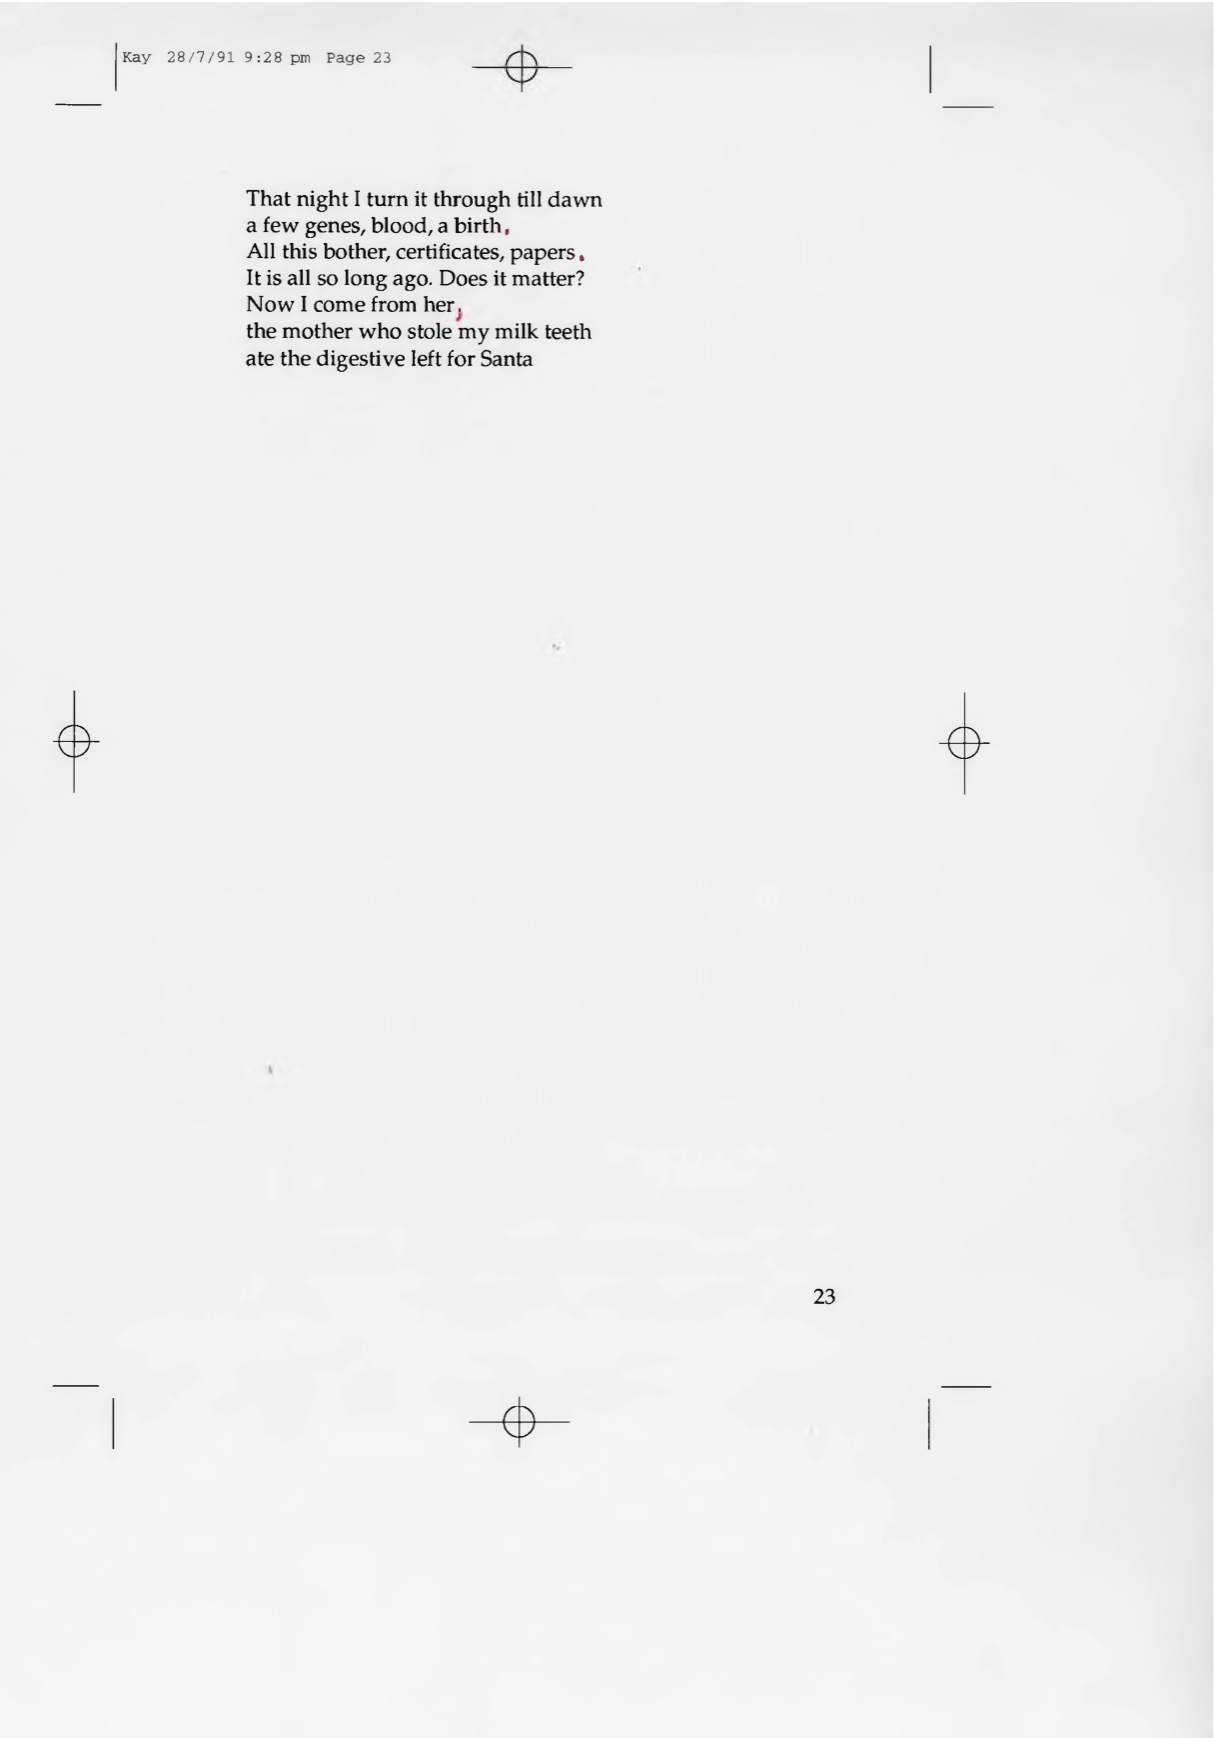 Kay 28/7/91 9:28 pm Page 23
That night I turn it through till dawn
a few genes, blood, a birth,
All this bother, certificates, papers.
It is all so long ago. Does it matter?
Now I come from her,
the mother who stole my milk teeth
ate the digestive left for Santa
23